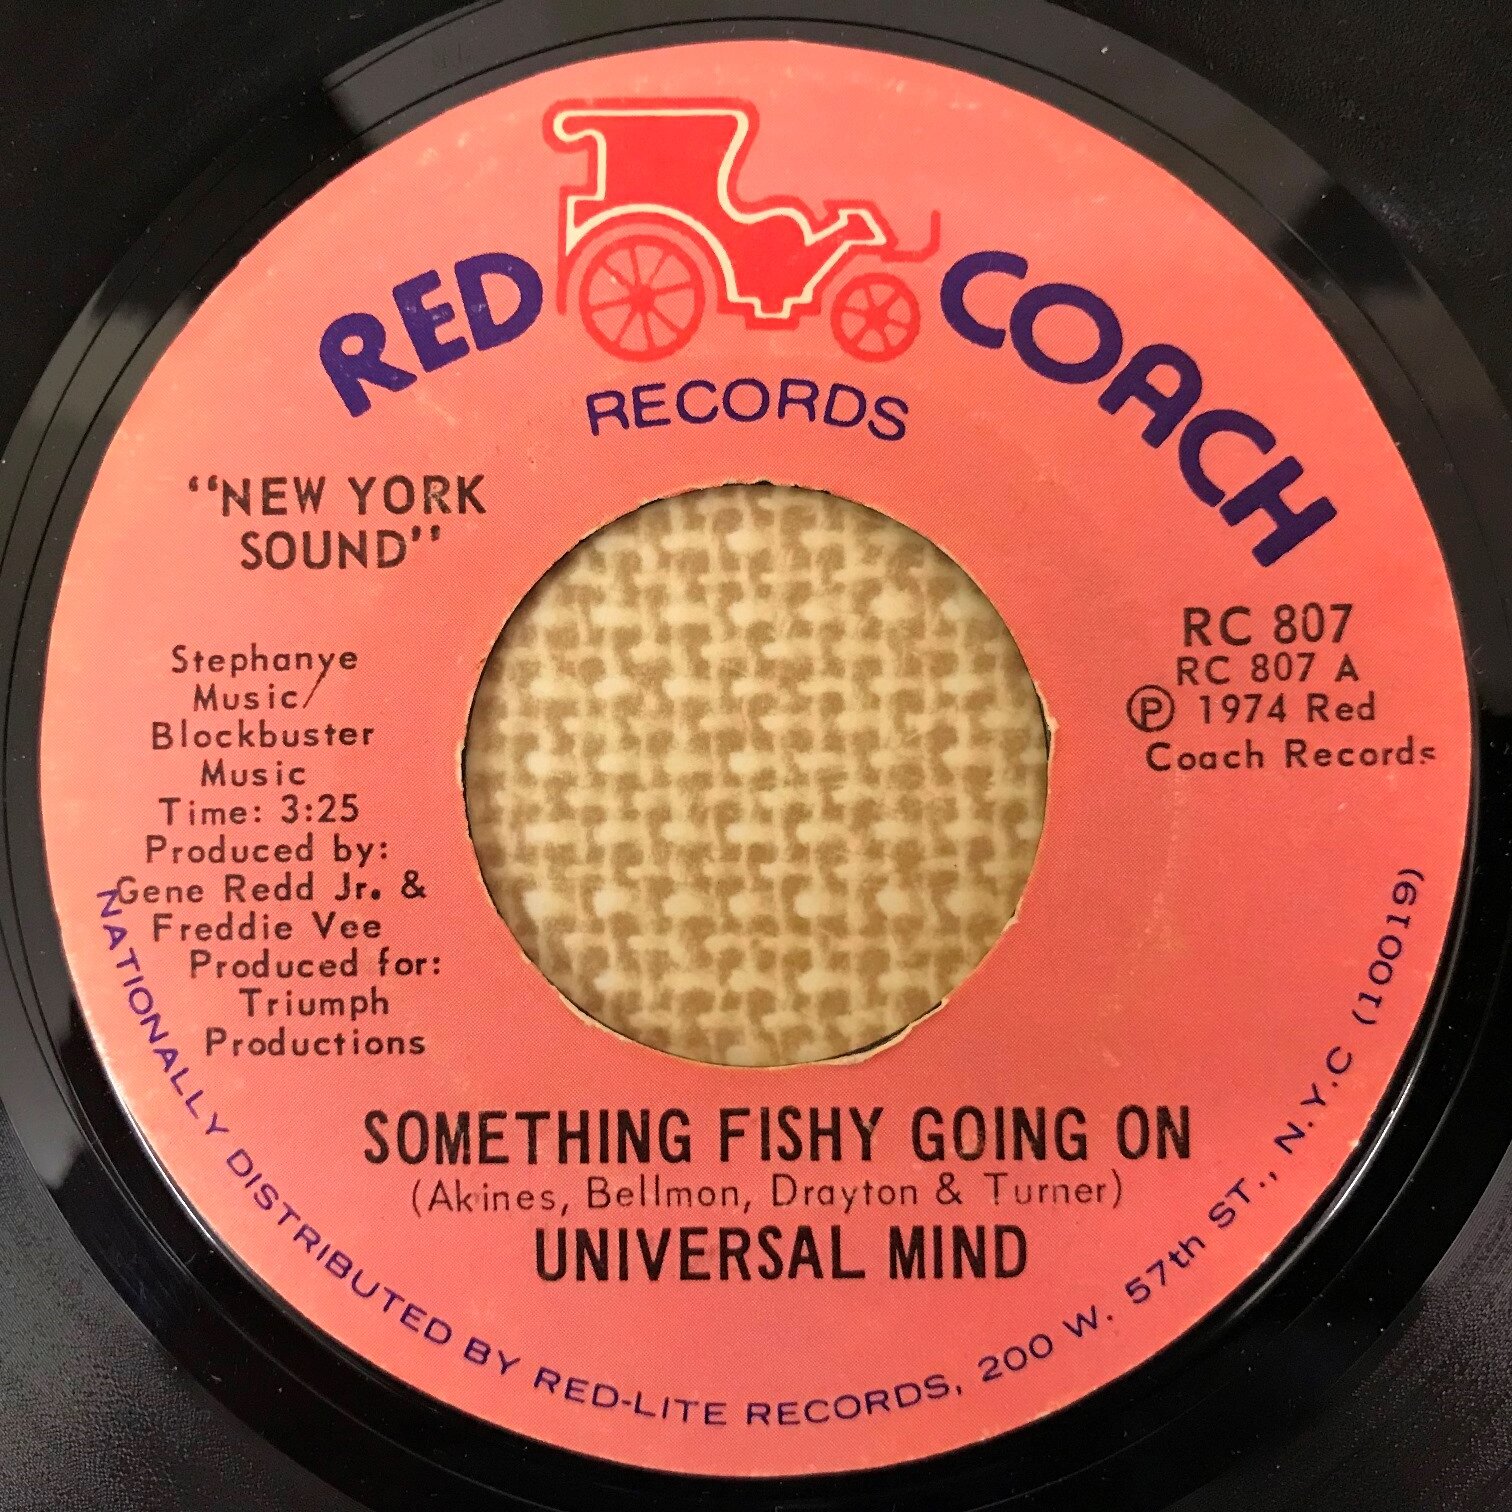 RED COACH
RECORDS
"NEW YORK
SOUND"
Stephanye
Music/
Blockbuster
Music
Time: 3:25
Produced by:
Gene Redd Jr. &
Freddie Vee
Produced for:
Triumph
Productions
RC 807
RC 807 A
Ⓟ 1974 Red
Coach Records
SOMETHING FISHY GOING ON
(Akines, Bellmon, Drayton & Turner)
UNIVERSAL MIND
NATIONALLY DISTRIBUTED BY RED-LITE RECORDS, 200 W. 57th ST., N.Y.C (10019)